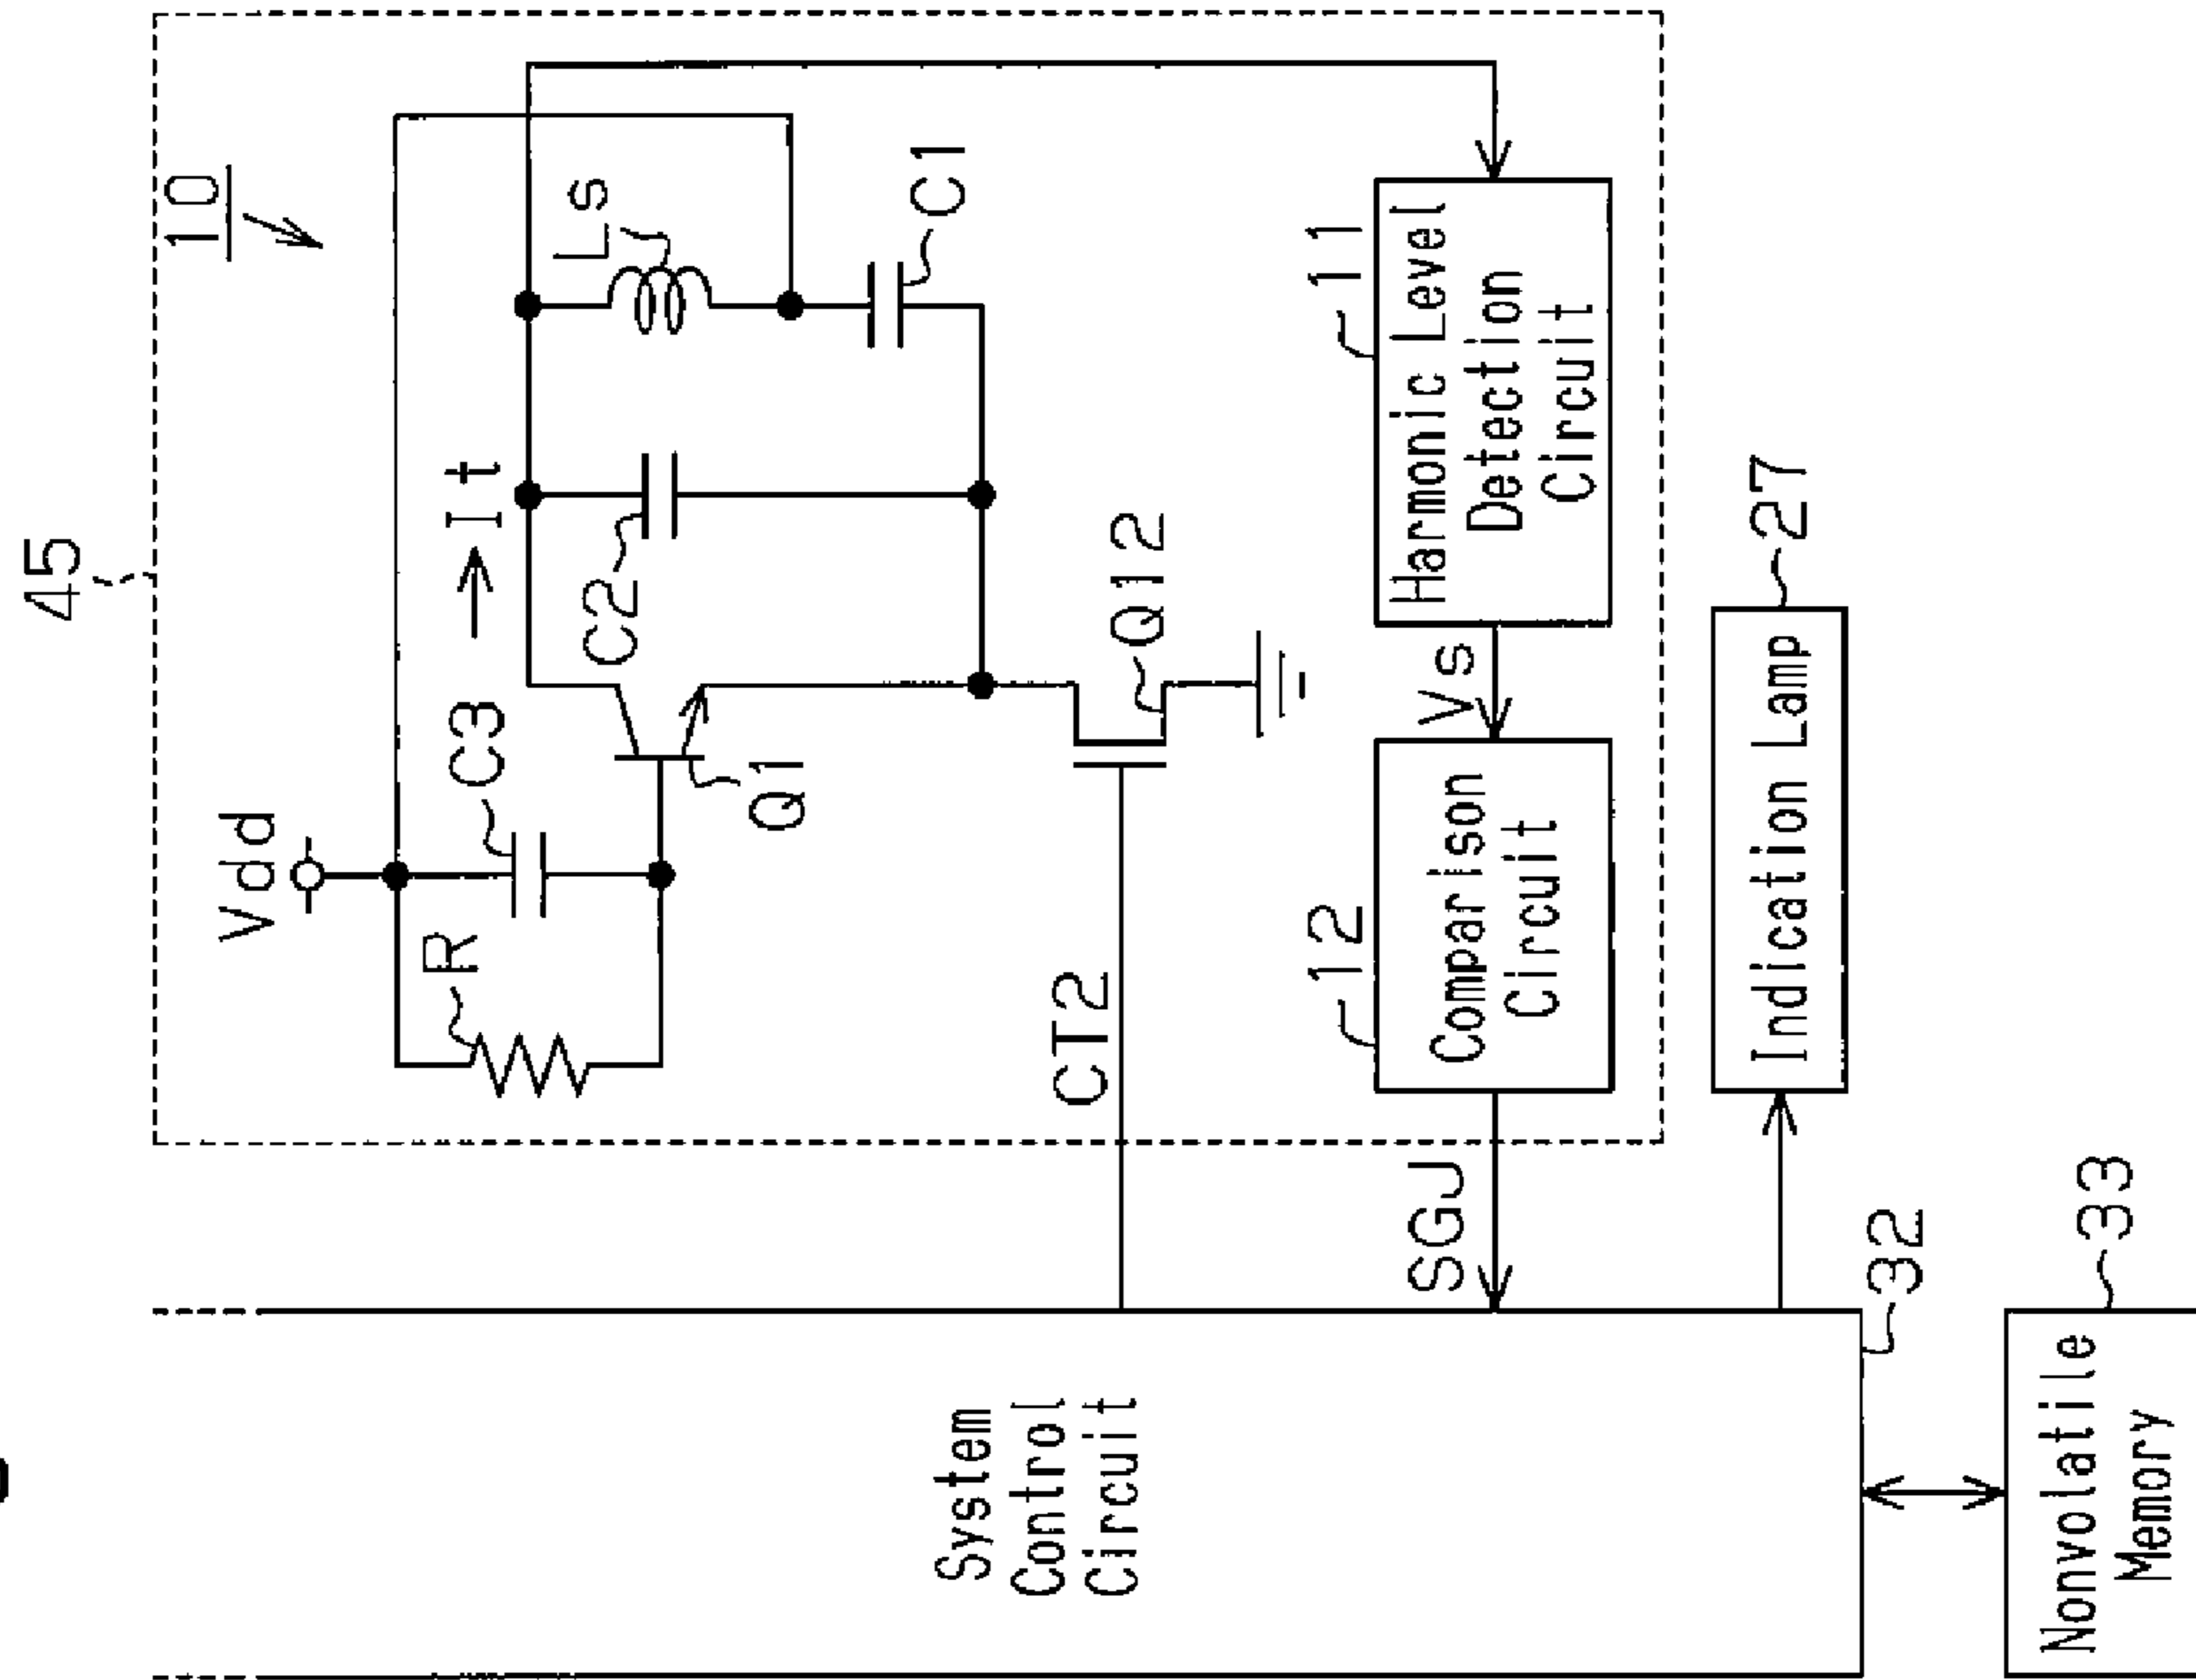 45
10
Vdd
R
C3
It
Ls
C2
C1
Q1
Q12
CT2
System
Control
Circuit
SGJ
12
Comparison
Circuit
Vs
11
Harmonic Level
Detection
Circuit
Indication Lamp
27
32
Nonvolatile
Memory
33